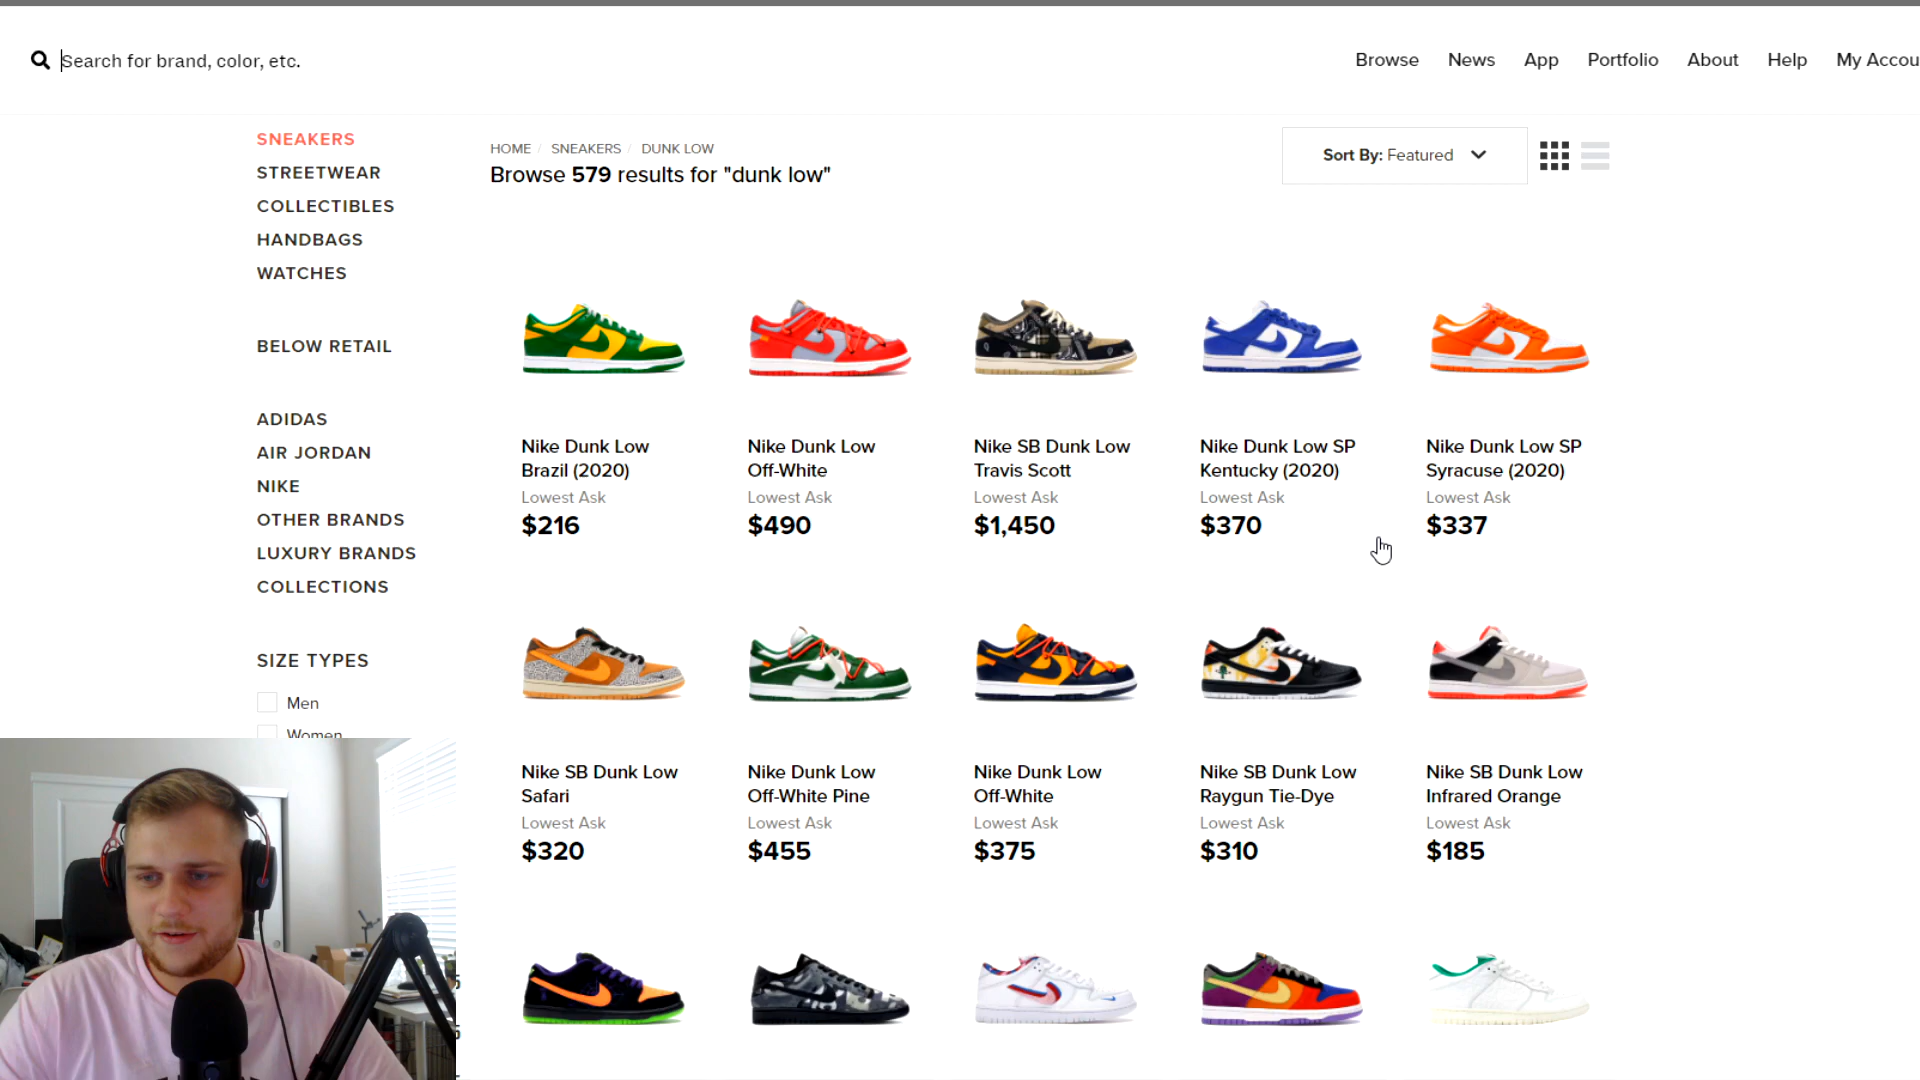 Search for brand, color, etc.
Browse News App Portfolio About Help My Accou
SNEAKERS
STREETWEAR
COLLECTIBLES
HANDBAGS
WATCHES
BELOW RETAIL
ADIDAS
AIR JORDAN
NIKE
OTHER BRANDS
LUXURY BRANDS
COLLECTIONS
SIZE TYPES
Men
Women
HOME / SNEAKERS / DUNK LOW
Browse 579 results for "dunk low"
Sort By: Featured
Nike Dunk Low
Brazil (2020)
Lowest Ask
$216
Nike Dunk Low
Off-White
Lowest Ask
$490
Nike SB Dunk Low
Travis Scott
Lowest Ask
$1,450
Nike Dunk Low SP
Kentucky (2020)
Lowest Ask
$370
Nike Dunk Low SP
Syracuse (2020)
Lowest Ask
$337
Nike SB Dunk Low
Safari
Lowest Ask
$320
Nike Dunk Low
Off-White Pine
Lowest Ask
$455
Nike Dunk Low
Off-White
Lowest Ask
$375
Nike SB Dunk Low
Raygun Tie-Dye
Lowest Ask
$310
Nike SB Dunk Low
Infrared Orange
Lowest Ask
$185